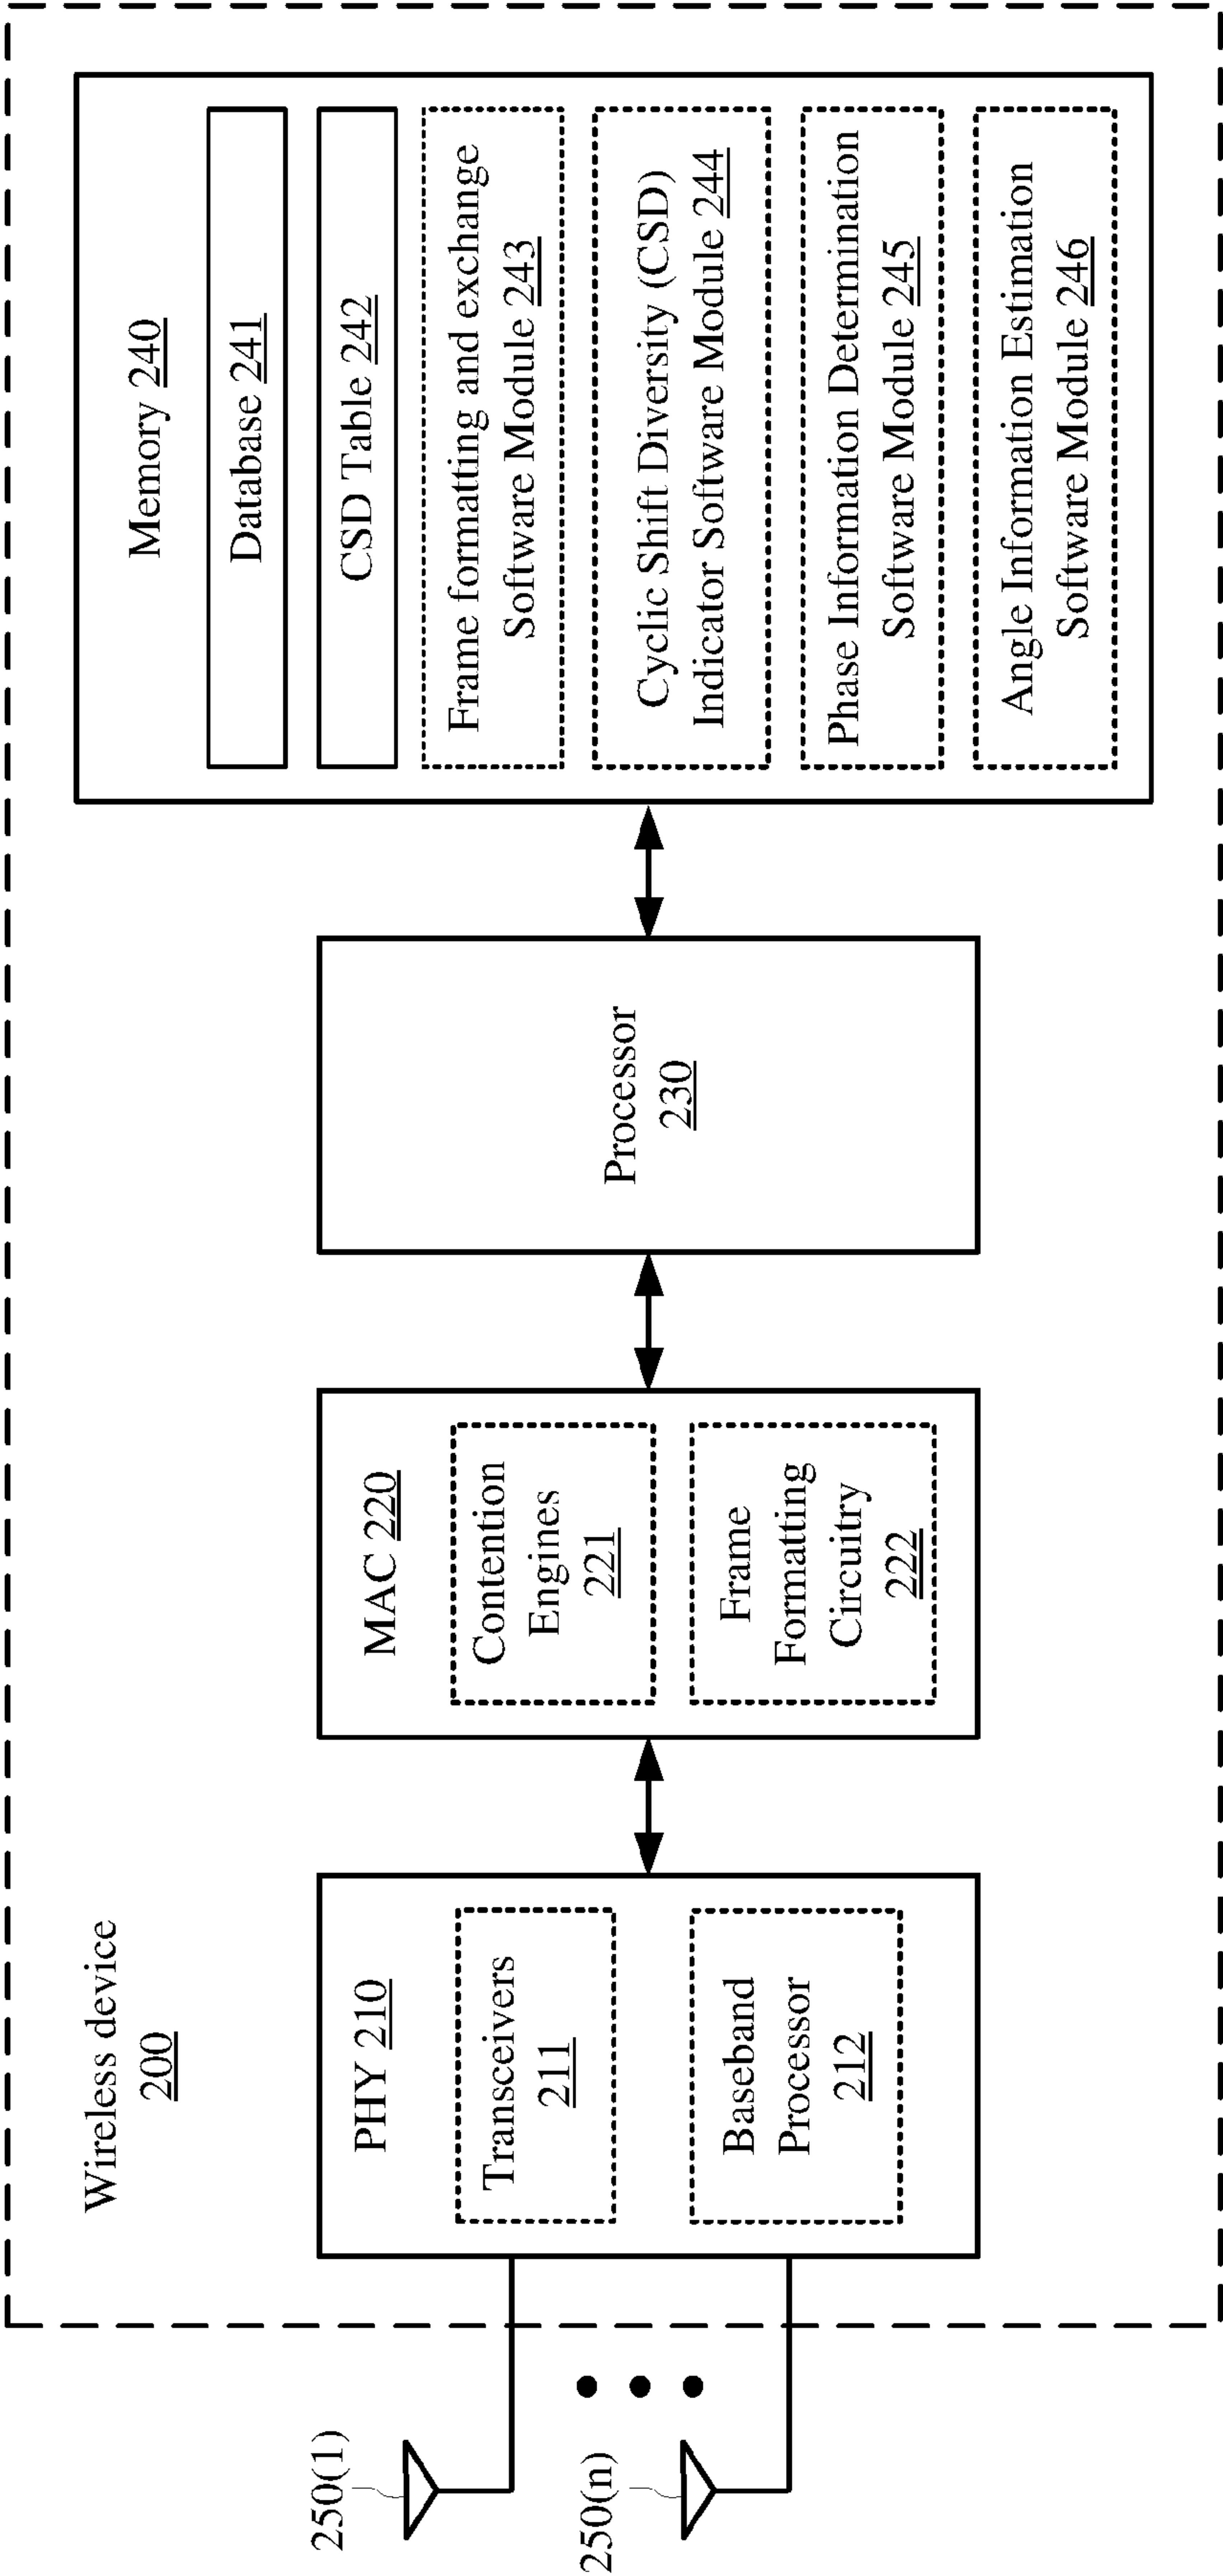 Wireless device
200
250(1)
250(n)
PHY 210
Transceivers
211
Baseband
Processor
212
MAC 220
Contention
Engines
221
Frame
Formatting
Circuitry
222
Processor
230
Memory 240
Database 241
CSD Table 242
Frame formatting and exchange
Software Module 243
Cyclic Shift Diversity (CSD)
Indicator Software Module 244
Phase Information Determination
Software Module 245
Angle Information Estimation
Software Module 246